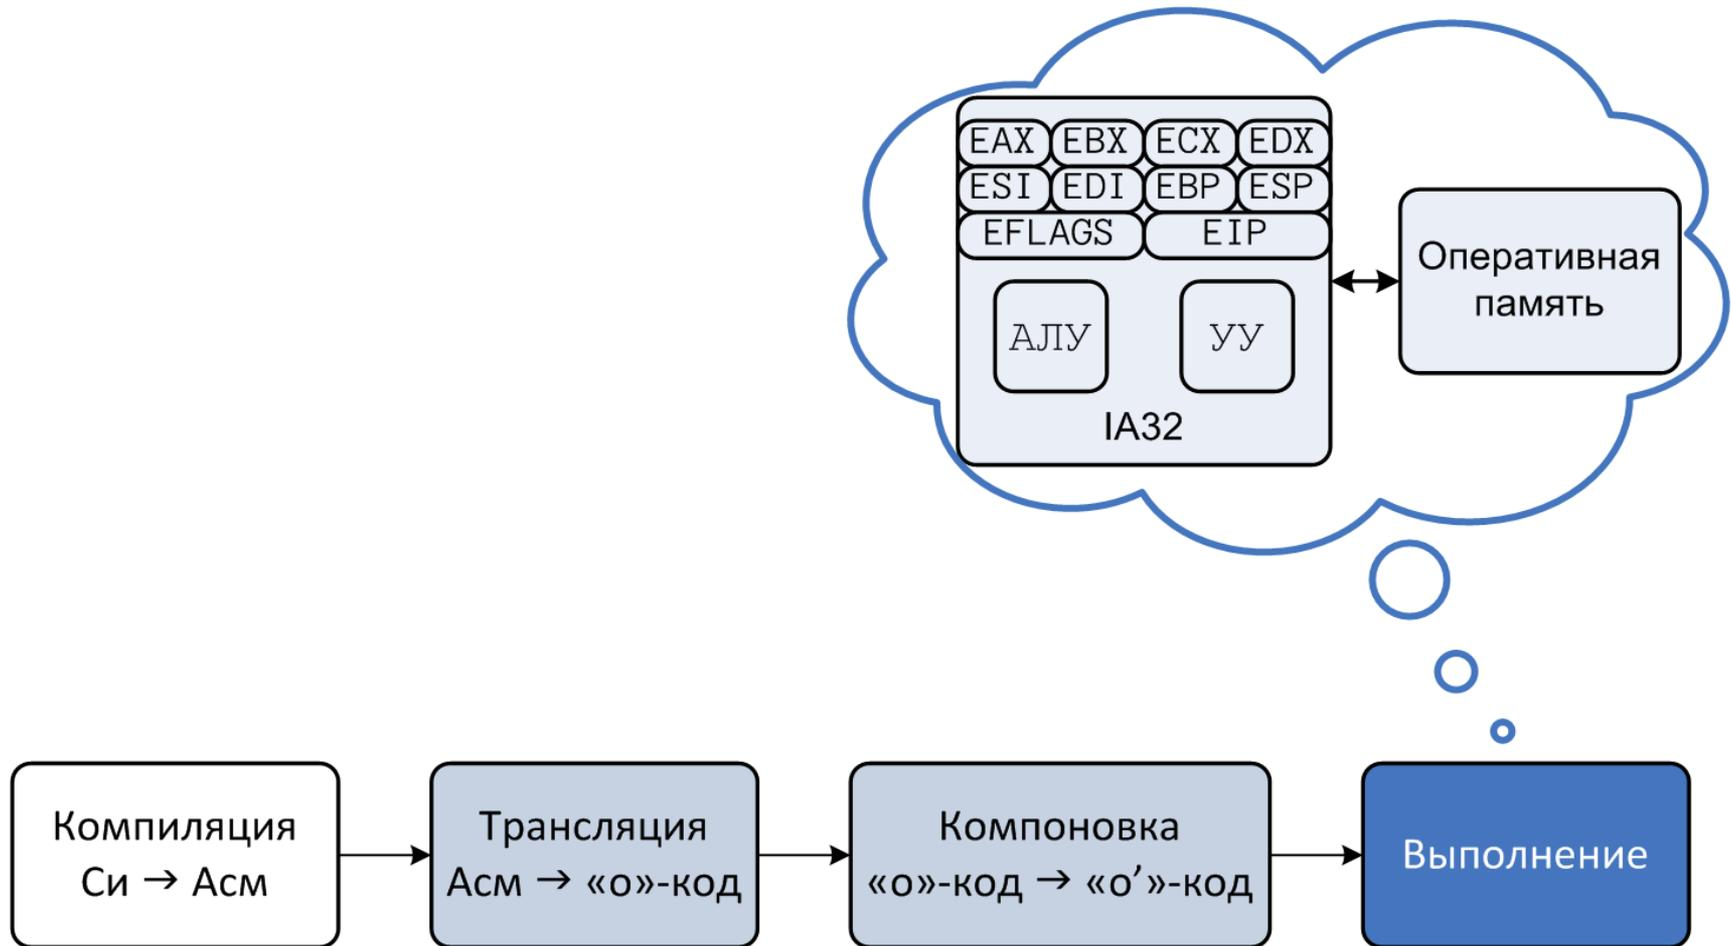 EAX EBX ECX EDX
ESI EDI EBP ESP
EFLAGS EIP
АЛУ УУ
IA32
Оперативная
память
Компиляция
Си → Асм
Трансляция
Асм → «о»-код
Компоновка
«о»-код → «о’»-код
Выполнение